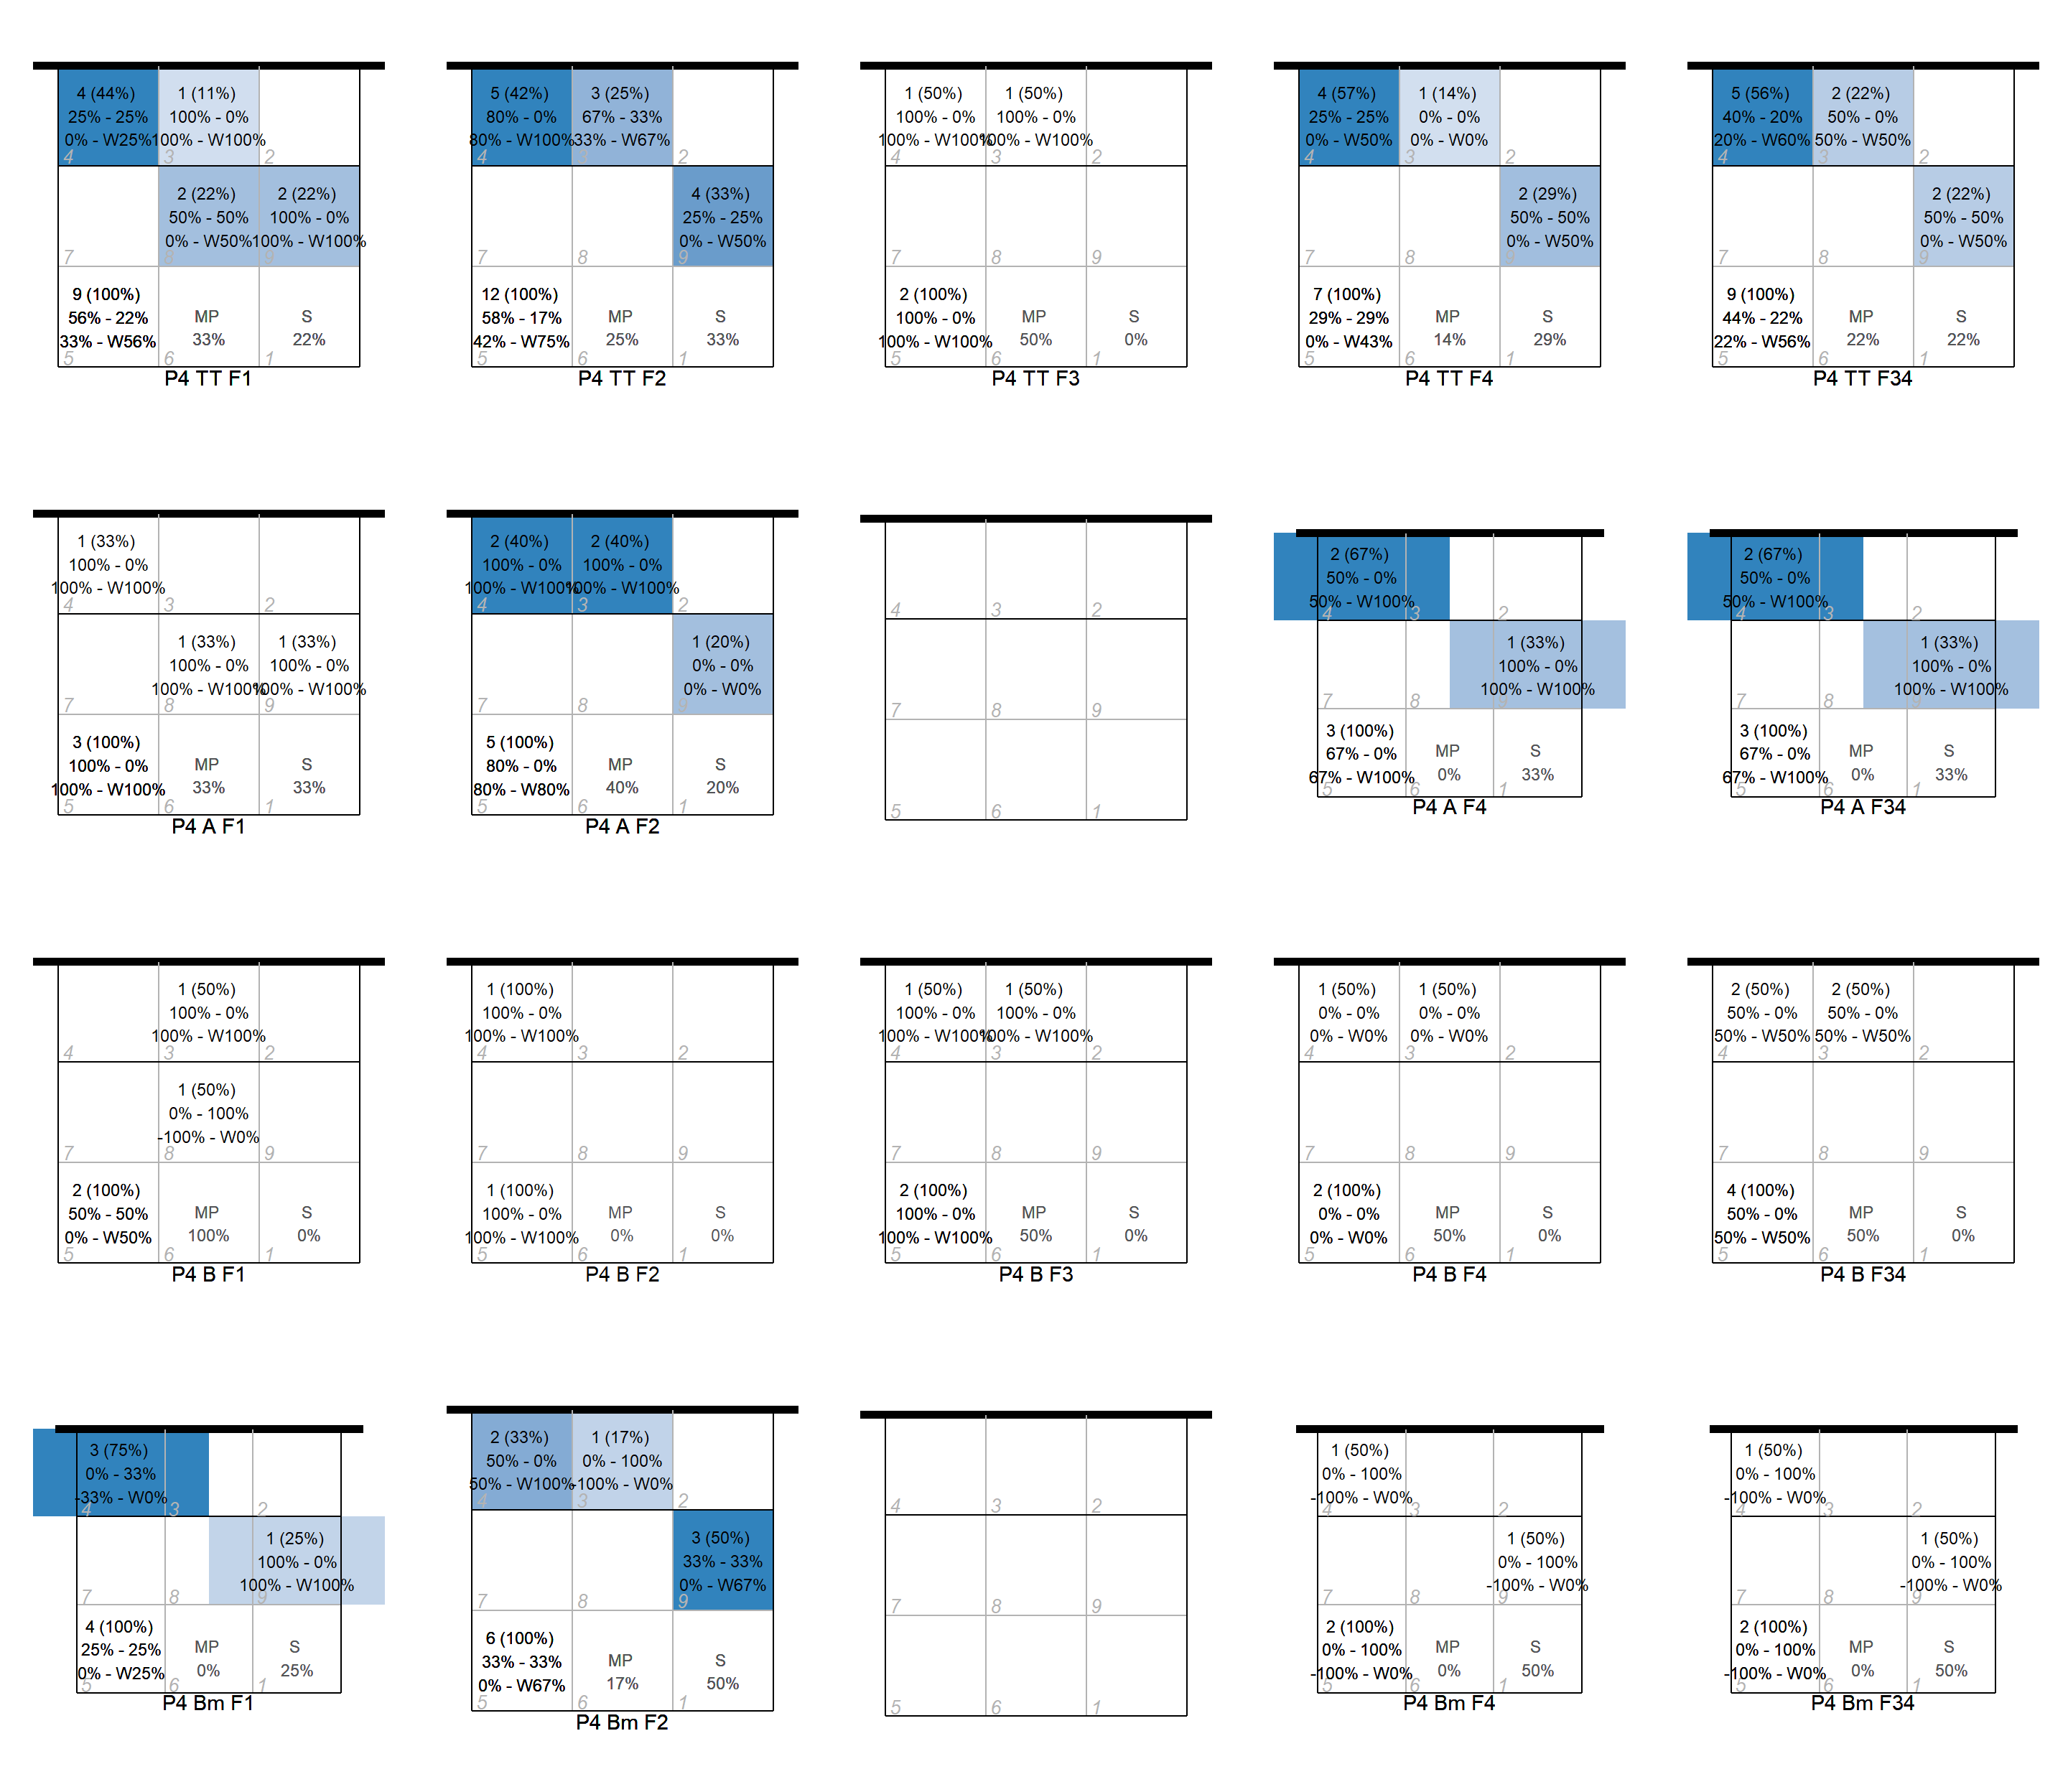 4 (44%) 1 (11%)
25% - 25% 100% - 0%
0% - W25% 100% - W100%
4 3 2
2 (22%) 2 (22%)
50% - 50% 100% - 0%
0% - W50% 100% - W100%
7 8 9
9 (100%)
56% - 22% MP S
33% - W56% 33% 22%
5 6 1
P4 TT F1
5 (42%) 3 (25%)
80% - 0% 67% - 33%
80% - W100% 33% - W67%
4 3 2
4 (33%)
25% - 25%
0% - W50%
7 8 9
12 (100%)
58% - 17% MP S
42% - W75% 25% 33%
5 6 1
P4 TT F2
1 (50%) 1 (50%)
100% - 0% 100% - 0%
100% - W100% 100% - W100%
4 3 2
7 8 9
2 (100%)
100% - 0% MP S
100% - W100% 50% 0%
5 6 1
P4 TT F3
4 (57%) 1 (14%)
25% - 25% 0% - 0%
0% - W50% 0% - W0%
4 3 2
2 (29%)
50% - 50%
0% - W50%
7 8 9
7 (100%)
29% - 29% MP S
0% - W43% 14% 29%
5 6 1
P4 TT F4
5 (56%) 2 (22%)
40% - 20% 50% - 0%
20% - W60% 50% - W50%
4 3 2
2 (22%)
50% - 50%
0% - W50%
7 8 9
9 (100%)
44% - 22% MP S
22% - W56% 22% 22%
5 6 1
P4 TT F34
1 (33%)
100% - 0%
100% - W100%
4 3 2
1 (33%) 1 (33%)
100% - 0% 100% - 0%
100% - W100% 100% - W100%
7 8 9
3 (100%)
100% - 0% MP S
100% - W100% 33% 33%
5 6 1
P4 A F1
2 (40%) 2 (40%)
100% - 0% 100% - 0%
100% - W100% 100% - W100%
4 3 2
1 (20%)
0% - 0%
0% - W0%
7 8 9
5 (100%)
80% - 0% MP S
80% - W80% 40% 20%
5 6 1
P4 A F2
4 3 2
7 8 9
5 6 1
2 (67%)
50% - 0%
50% - W100%
4 3 2
1 (33%)
100% - 0%
100% - W100%
7 8 9
3 (100%)
67% - 0% MP S
67% - W100% 0% 33%
5 6 1
P4 A F4
2 (67%)
50% - 0%
50% - W100%
4 3 2
1 (33%)
100% - 0%
100% - W100%
7 8 9
3 (100%)
67% - 0% MP S
67% - W100% 0% 33%
5 6 1
P4 A F34
1 (50%)
100% - 0%
100% - W100%
4 3 2
1 (50%)
0% - 100%
-100% - W0%
7 8 9
2 (100%)
50% - 50% MP S
0% - W50% 100% 0%
5 6 1
P4 B F1
1 (100%)
100% - 0%
100% - W100%
4 3 2
7 8 9
1 (100%)
100% - 0% MP S
100% - W100% 0% 0%
5 6 1
P4 B F2
1 (50%) 1 (50%)
100% - 0% 100% - 0%
100% - W100% 100% - W100%
4 3 2
7 8 9
2 (100%)
100% - 0% MP S
100% - W100% 50% 0%
5 6 1
P4 B F3
1 (50%) 1 (50%)
0% - 0% 0% - 0%
0% - W0% 0% - W0%
4 3 2
7 8 9
2 (100%)
0% - 0% MP S
0% - W0% 50% 0%
5 6 1
P4 B F4
2 (50%) 2 (50%)
50% - 0% 50% - 0%
50% - W50% 50% - W50%
4 3 2
7 8 9
4 (100%)
50% - 0% MP S
50% - W50% 50% 0%
5 6 1
P4 B F34
3 (75%)
0% - 33%
-33% - W0%
4 3 2
1 (25%)
100% - 0%
100% - W100%
7 8 9
4 (100%)
25% - 25% MP S
0% - W25% 0% 25%
5 6 1
P4 Bm F1
2 (33%) 1 (17%)
50% - 0% 0% - 100%
50% - W100% -100% - W0%
4 3 2
3 (50%)
33% - 33%
0% - W67%
7 8 9
6 (100%)
33% - 33% MP S
0% - W67% 17% 50%
5 6 1
P4 Bm F2
4 3 2
7 8 9
5 6 1
1 (50%)
0% - 100%
-100% - W0%
4 3 2
1 (50%)
0% - 100%
-100% - W0%
7 8 9
2 (100%)
0% - 100% MP S
-100% - W0% 0% 50%
5 6 1
P4 Bm F4
1 (50%)
0% - 100%
-100% - W0%
4 3 2
1 (50%)
0% - 100%
-100% - W0%
7 8 9
2 (100%)
0% - 100% MP S
-100% - W0% 0% 50%
5 6 1
P4 Bm F34